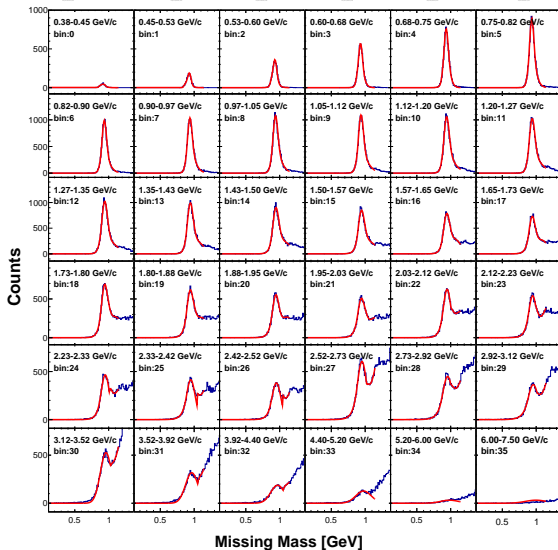 0.38-0.45 GeV/c 0.45-0.53 GeV/c 0.53-0.60 GeV/c 0.60-0.68 GeV/c 0.68-0.75 GeV/c 0.75-0.82 GeV/c
bin:0 bin:1 bin:2 bin:3 bin:4 bin:5
1000
500
0
0.82-0.90 GeV/c 0.90-0.97 GeV/c 0.97-1.05 GeV/c 1.05-1.12 GeV/c 1.12-1.20 GeV/c 1.20-1.27 GeV/c
bin:6 bin:7 bin:8 bin:9 bin:10 bin:11
1000
500
0
1.27-1.35 GeV/c 1.35-1.43 GeV/c 1.43-1.50 GeV/c 1.50-1.57 GeV/c 1.57-1.65 GeV/c 1.65-1.73 GeV/c
bin:12 bin:13 bin:14 bin:15 bin:16 bin:17
1000
500
0
Counts
1.73-1.80 GeV/c 1.80-1.88 GeV/c 1.88-1.95 GeV/c 1.95-2.03 GeV/c 2.03-2.12 GeV/c 2.12-2.23 GeV/c
bin:18 bin:19 bin:20 bin:21 bin:22 bin:23
500
0
2.23-2.33 GeV/c 2.33-2.42 GeV/c 2.42-2.52 GeV/c 2.52-2.73 GeV/c 2.73-2.92 GeV/c 2.92-3.12 GeV/c
bin:24 bin:25 bin:26 bin:27 bin:28 bin:29
500
0
3.12-3.52 GeV/c 3.52-3.92 GeV/c 3.92-4.40 GeV/c 4.40-5.20 GeV/c 5.20-6.00 GeV/c 6.00-7.50 GeV/c
bin:30 bin:31 bin:32 bin:33 bin:34 bin:35
500
0
0.5 1 0.5 1 0.5 1 0.5 1 0.5 1 0.5 1
Missing Mass [GeV]